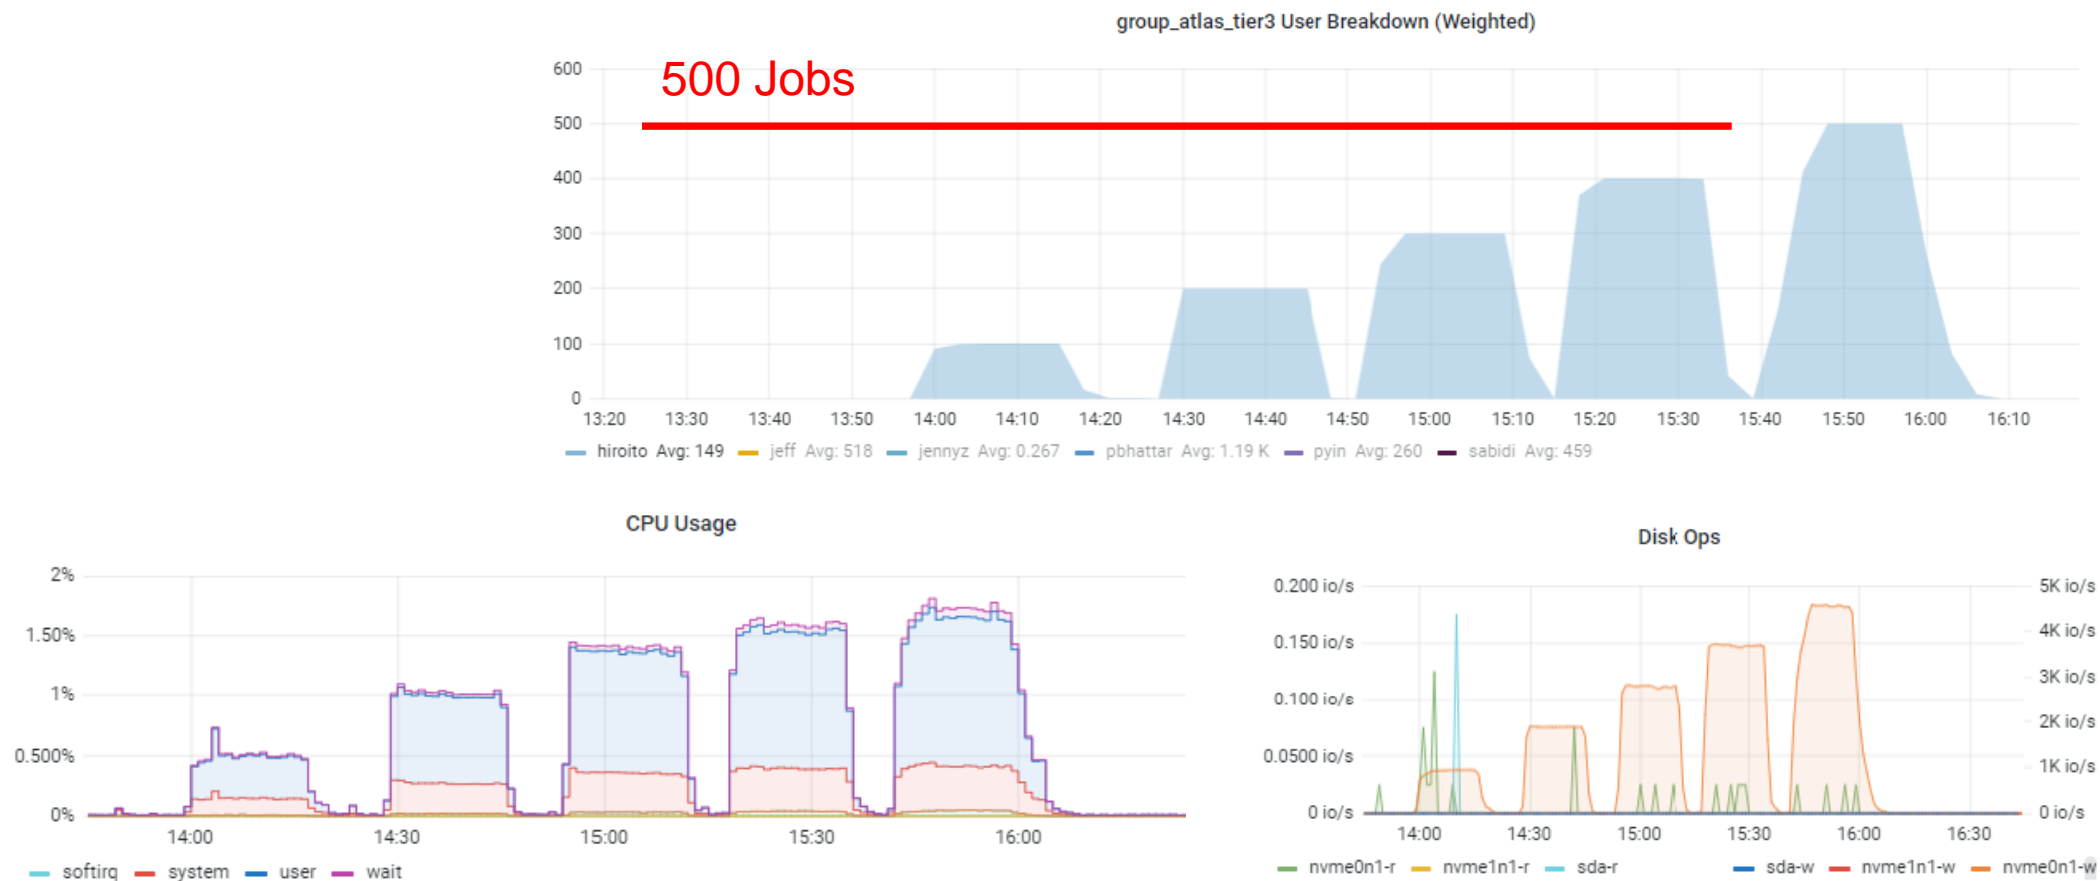 group_atlas_tier3 User Breakdown (Weighted)
500 Jobs
600
500
400
300
200
100
0
13:20 13:30 13:40 13:50 14:00 14:10 14:20 14:30 14:40 14:50 15:00 15:10 15:20 15:30 15:40 15:50 16:00 16:10
hiroito Avg: 149 jeff Avg: 518 jennyz Avg: 0.267 pbhattar Avg: 1.19 K pyin Avg: 260 sabidi Avg: 459
CPU Usage
2%
1.50%
1%
0.500%
0%
14:00 14:30 15:00 15:30 16:00
softirq system user wait
Disk Ops
0.200 io/s 5K io/s
4K io/s
0.150 io/s
3K io/s
0.100 io/s
2K io/s
0.0500 io/s
1K io/s
0 io/s 0 io/s
14:00 14:30 15:00 15:30 16:00 16:30
nvme0n1-r nvme1n1-r sda-r sda-w nvme1n1-w nvme0n1-w